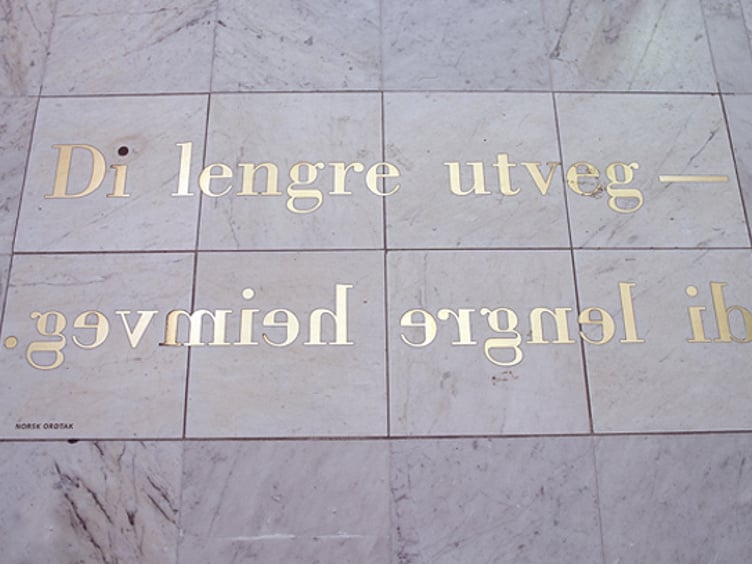 Di lengre utveg —
di lengre heimveg.
NORSK ORDTAK